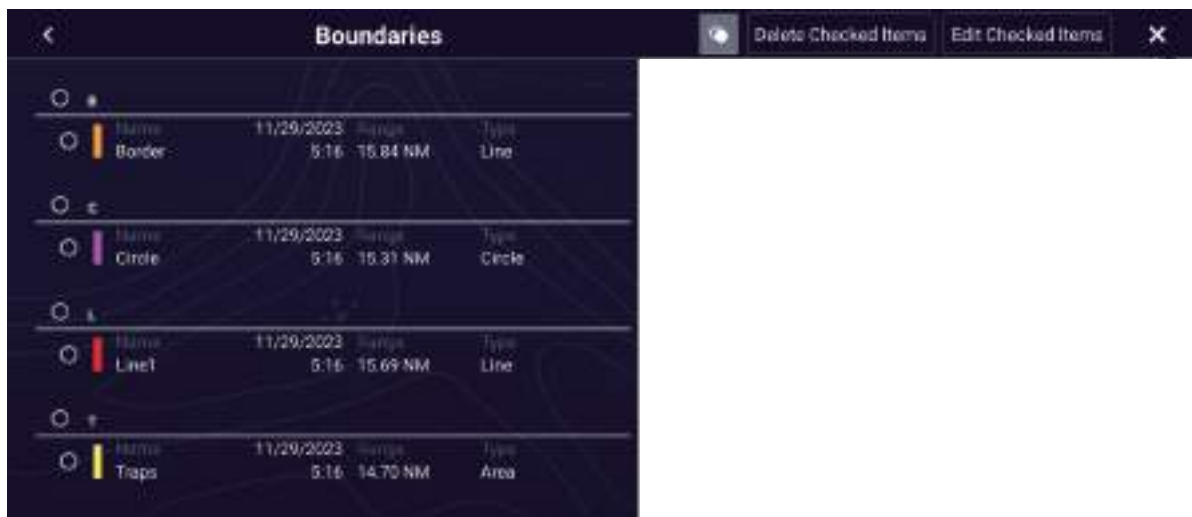 Boundaries Delete Checked Items Edit Checked Items
B
Name 11/29/2023 Range Type
Border 5:16 15.84 NM Line
C
Name 11/29/2023 Range Type
Circle 5:16 15.31 NM Circle
L
Name 11/29/2023 Range Type
Line1 5:16 15.69 NM Line
T
Name 11/29/2023 Range Type
Traps 5:16 14.70 NM Area